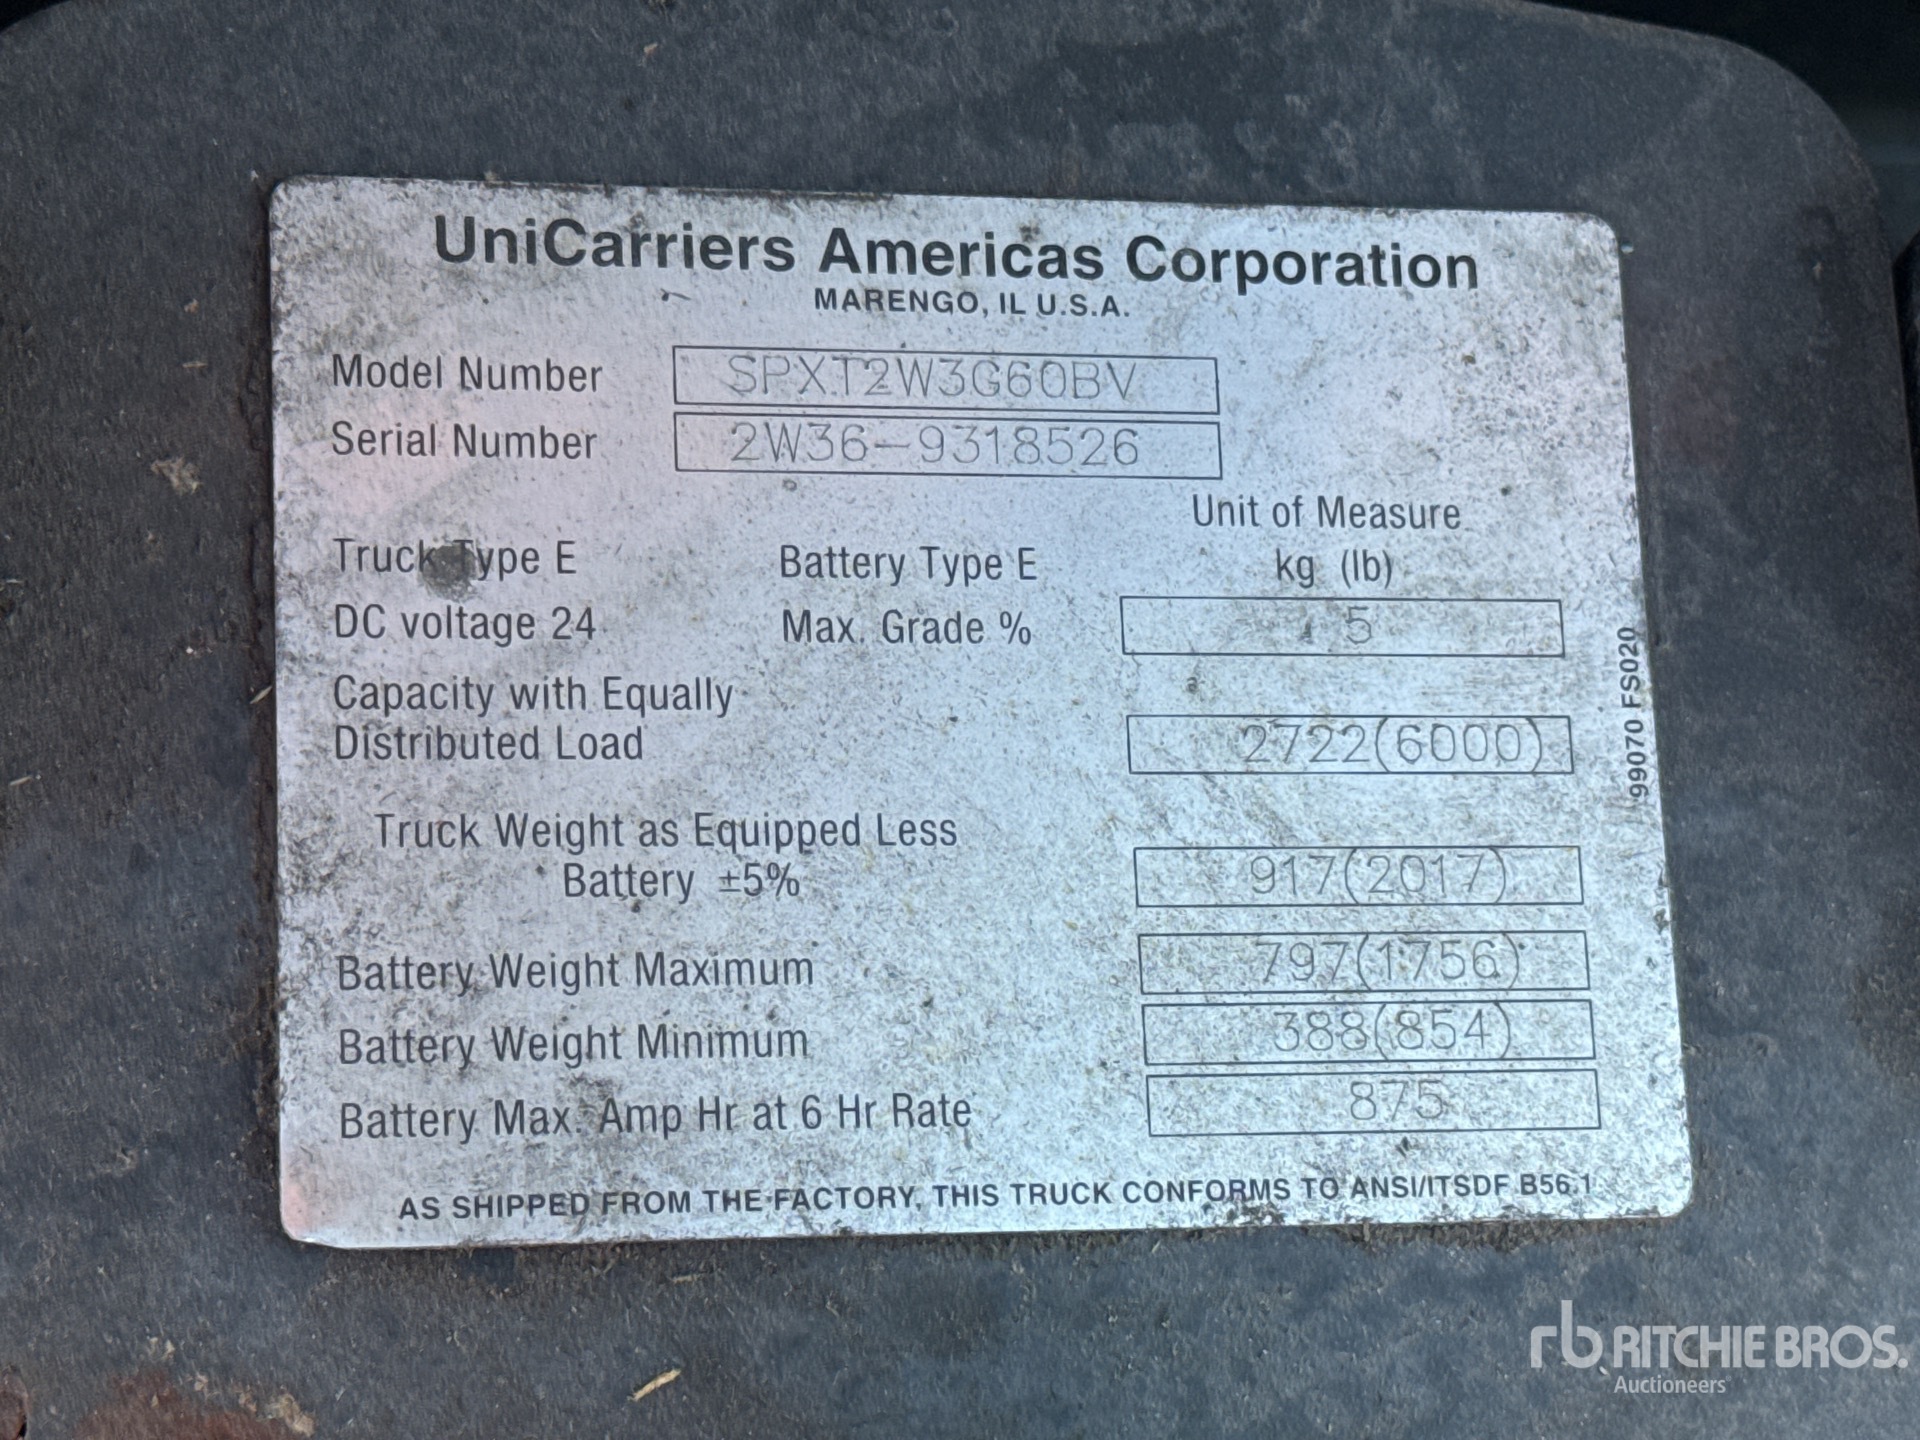 UniCarriers Americas Corporation
MARENGO, IL U.S.A.
Model Number SPXT2W3G60BV
Serial Number 2W36-9318526
Unit of Measure
Truck Type E Battery Type E kg (lb)
DC voltage 24 Max. Grade % 5
Capacity with Equally
Distributed Load 2722(6000)
Truck Weight as Equipped Less
Battery ±5% 917(2017)
Battery Weight Maximum 797(1756)
Battery Weight Minimum 388(854)
Battery Max. Amp Hr at 6 Hr Rate 875
AS SHIPPED FROM THE FACTORY, THIS TRUCK CONFORMS TO ANSI/ITSDF B56.1
99070 FS020
rb RITCHIE BROS.
Auctioneers